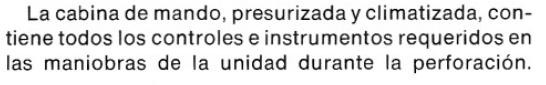 La cabina de mando, presurizada y climatizada, con-
tiene todos los controles e instrumentos requeridos en
las maniobras de la unidad durante la perforación.